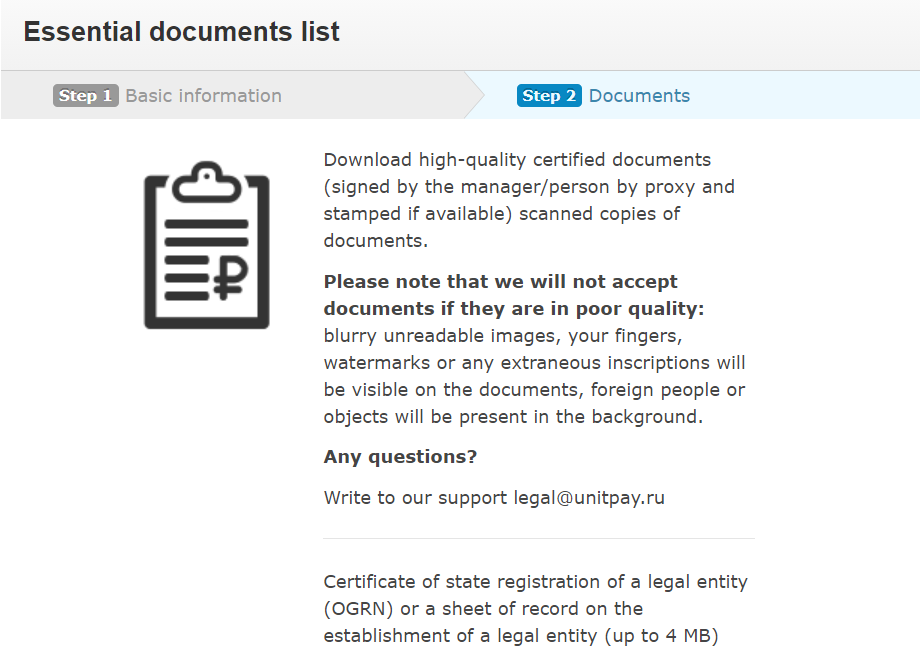 Essential documents list
Step 1 Basic information
Step 2 Documents
Download high-quality certified documents
(signed by the manager/person by proxy and
stamped if available) scanned copies of
documents.
Please note that we will not accept
documents if they are in poor quality:
blurry unreadable images, your fingers,
watermarks or any extraneous inscriptions will
be visible on the documents, foreign people or
objects will be present in the background.
Any questions?
Write to our support legal@unitpay.ru
Certificate of state registration of a legal entity
(OGRN) or a sheet of record on the
establishment of a legal entity (up to 4 MB)